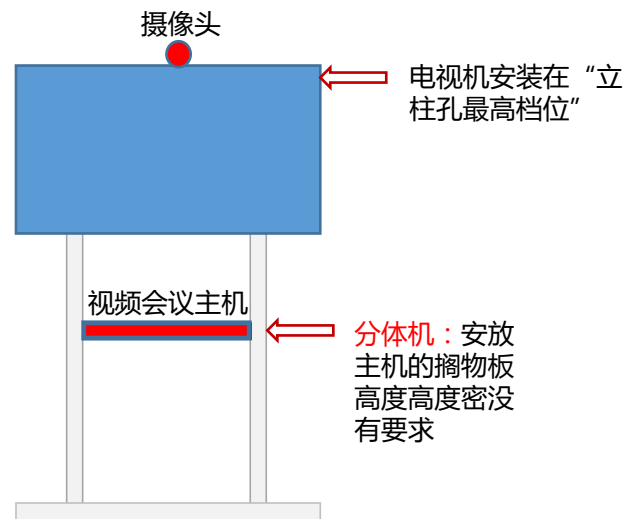 摄像头
电视机安装在“立
柱孔最高档位”
视频会议主机
分体机：安放
主机的搁物板
高度高度密没
有要求